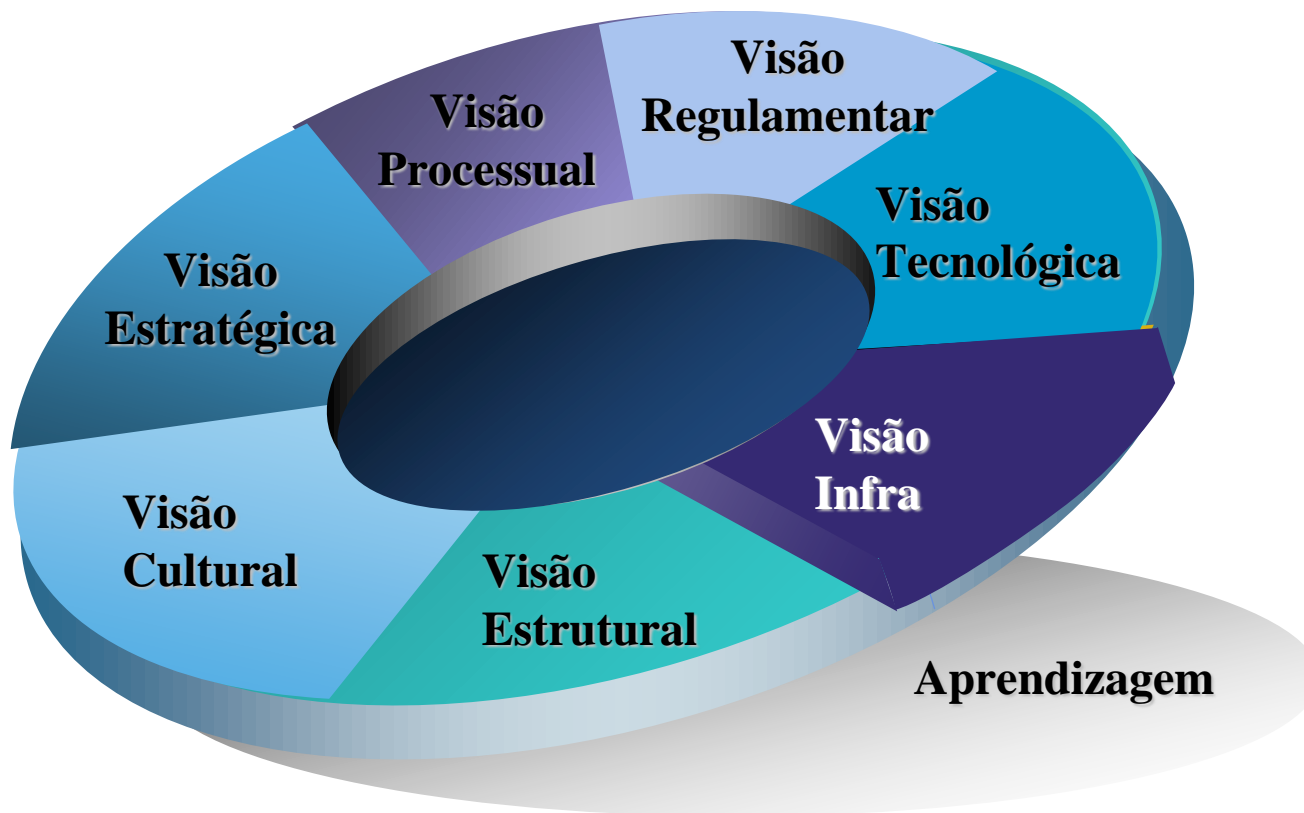 Visão
Regulamentar
Visão
Processual
Visão
Tecnológica
Visão
Estratégica
Visão
Infra
Visão
Cultural
Visão
Estrutural
Aprendizagem